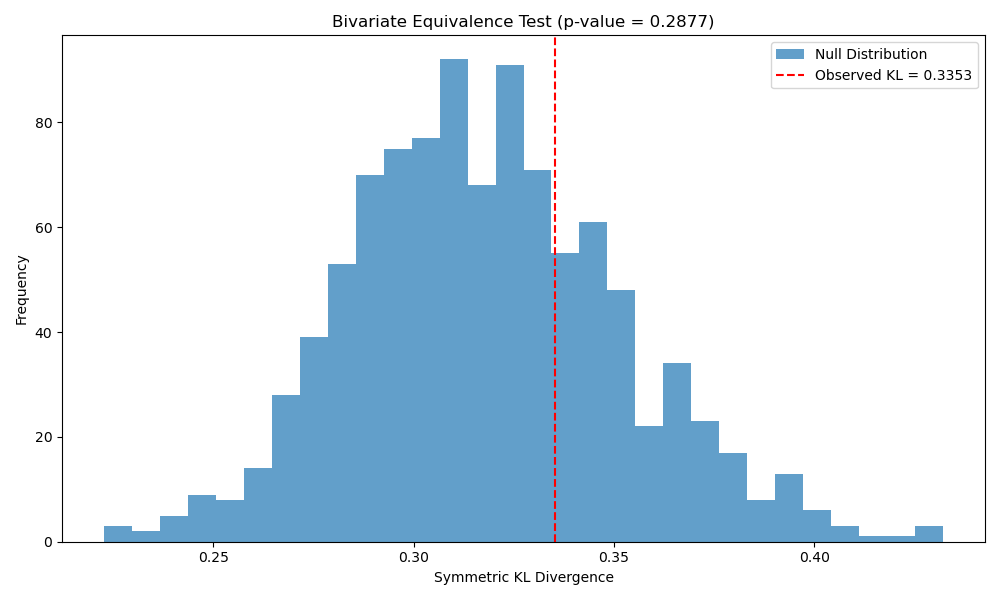 Bivariate Equivalence Test (p-value = 0.2877)
Null Distribution
Observed KL = 0.3353
Frequency
80
60
40
20
0
0.25
0.30
0.35
0.40
Symmetric KL Divergence